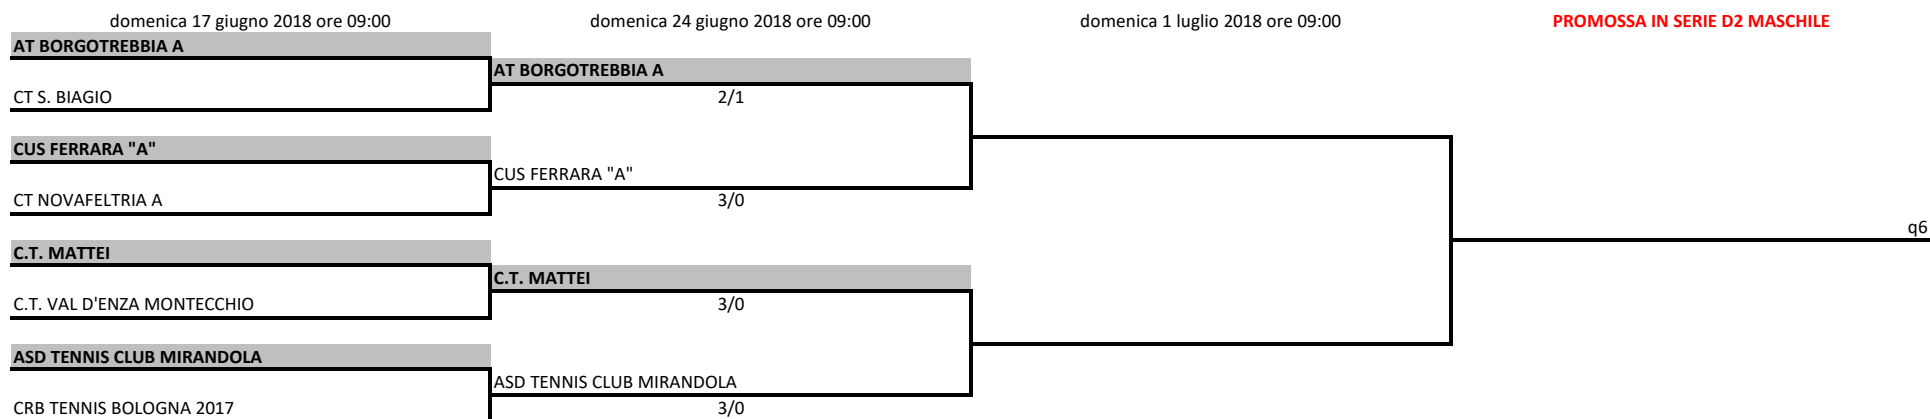 domenica 17 giugno 2018 ore 09:00 domenica 24 giugno 2018 ore 09:00 domenica 1 luglio 2018 ore 09:00 PROMOSSA IN SERIE D2 MASCHILE
AT BORGOTREBBIA A
AT BORGOTREBBIA A
CT S. BIAGIO 2/1
CUS FERRARA "A"
CUS FERRARA "A"
CT NOVAFELTRIA A 3/0
q6
C.T. MATTEI
C.T. MATTEI
C.T. VAL D'ENZA MONTECCHIO 3/0
ASD TENNIS CLUB MIRANDOLA
ASD TENNIS CLUB MIRANDOLA
CRB TENNIS BOLOGNA 2017 3/0